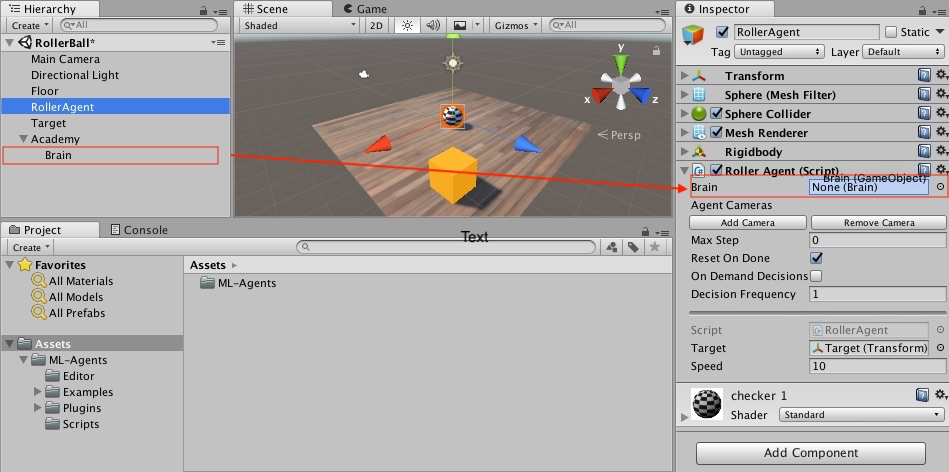 Hierarchy
Create
All
RollerBall*
Main Camera
Directional Light
Floor
RollerAgent
Target
Academy
Brain
Scene
Game
Shaded
2D
Gizmos
All
y
x
z
Persp
Project
Console
Create
Text
Favorites
All Materials
All Models
All Prefabs
Assets
ML-Agents
Editor
Examples
Plugins
Scripts
Assets
ML-Agents
Inspector
RollerAgent
Static
Tag Untagged Layer Default
Transform
Sphere (Mesh Filter)
Sphere Collider
Mesh Renderer
Rigidbody
Roller Agent (Script)
Brain (GameObject)
Brain None (Brain)
Agent Cameras
Add Camera Remove Camera
Max Step 0
Reset On Done
On Demand Decisions
Decision Frequency 1
Script RollerAgent
Target Target (Transform)
Speed 10
checker 1
Shader Standard
Add Component